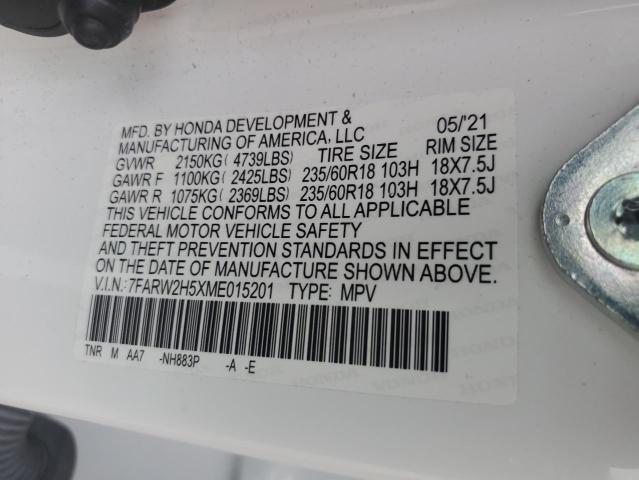 MFD. BY HONDA DEVELOPMENT & 05/'21
MANUFACTURING OF AMERICA, LLC
GVWR 2150KG( 4739LBS) TIRE SIZE RIM SIZE
GAWR F 1100KG( 2425LBS) 235/60R18 103H 18X7.5J
GAWR R 1075KG( 2369LBS) 235/60R18 103H 18X7.5J
THIS VEHICLE CONFORMS TO ALL APPLICABLE
FEDERAL MOTOR VEHICLE SAFETY
AND THEFT PREVENTION STANDARDS IN EFFECT
ON THE DATE OF MANUFACTURE SHOWN ABOVE.
V.I.N.:7FARW2H5XME015201 TYPE: MPV
TNR M AA7 -NH883P -A -E